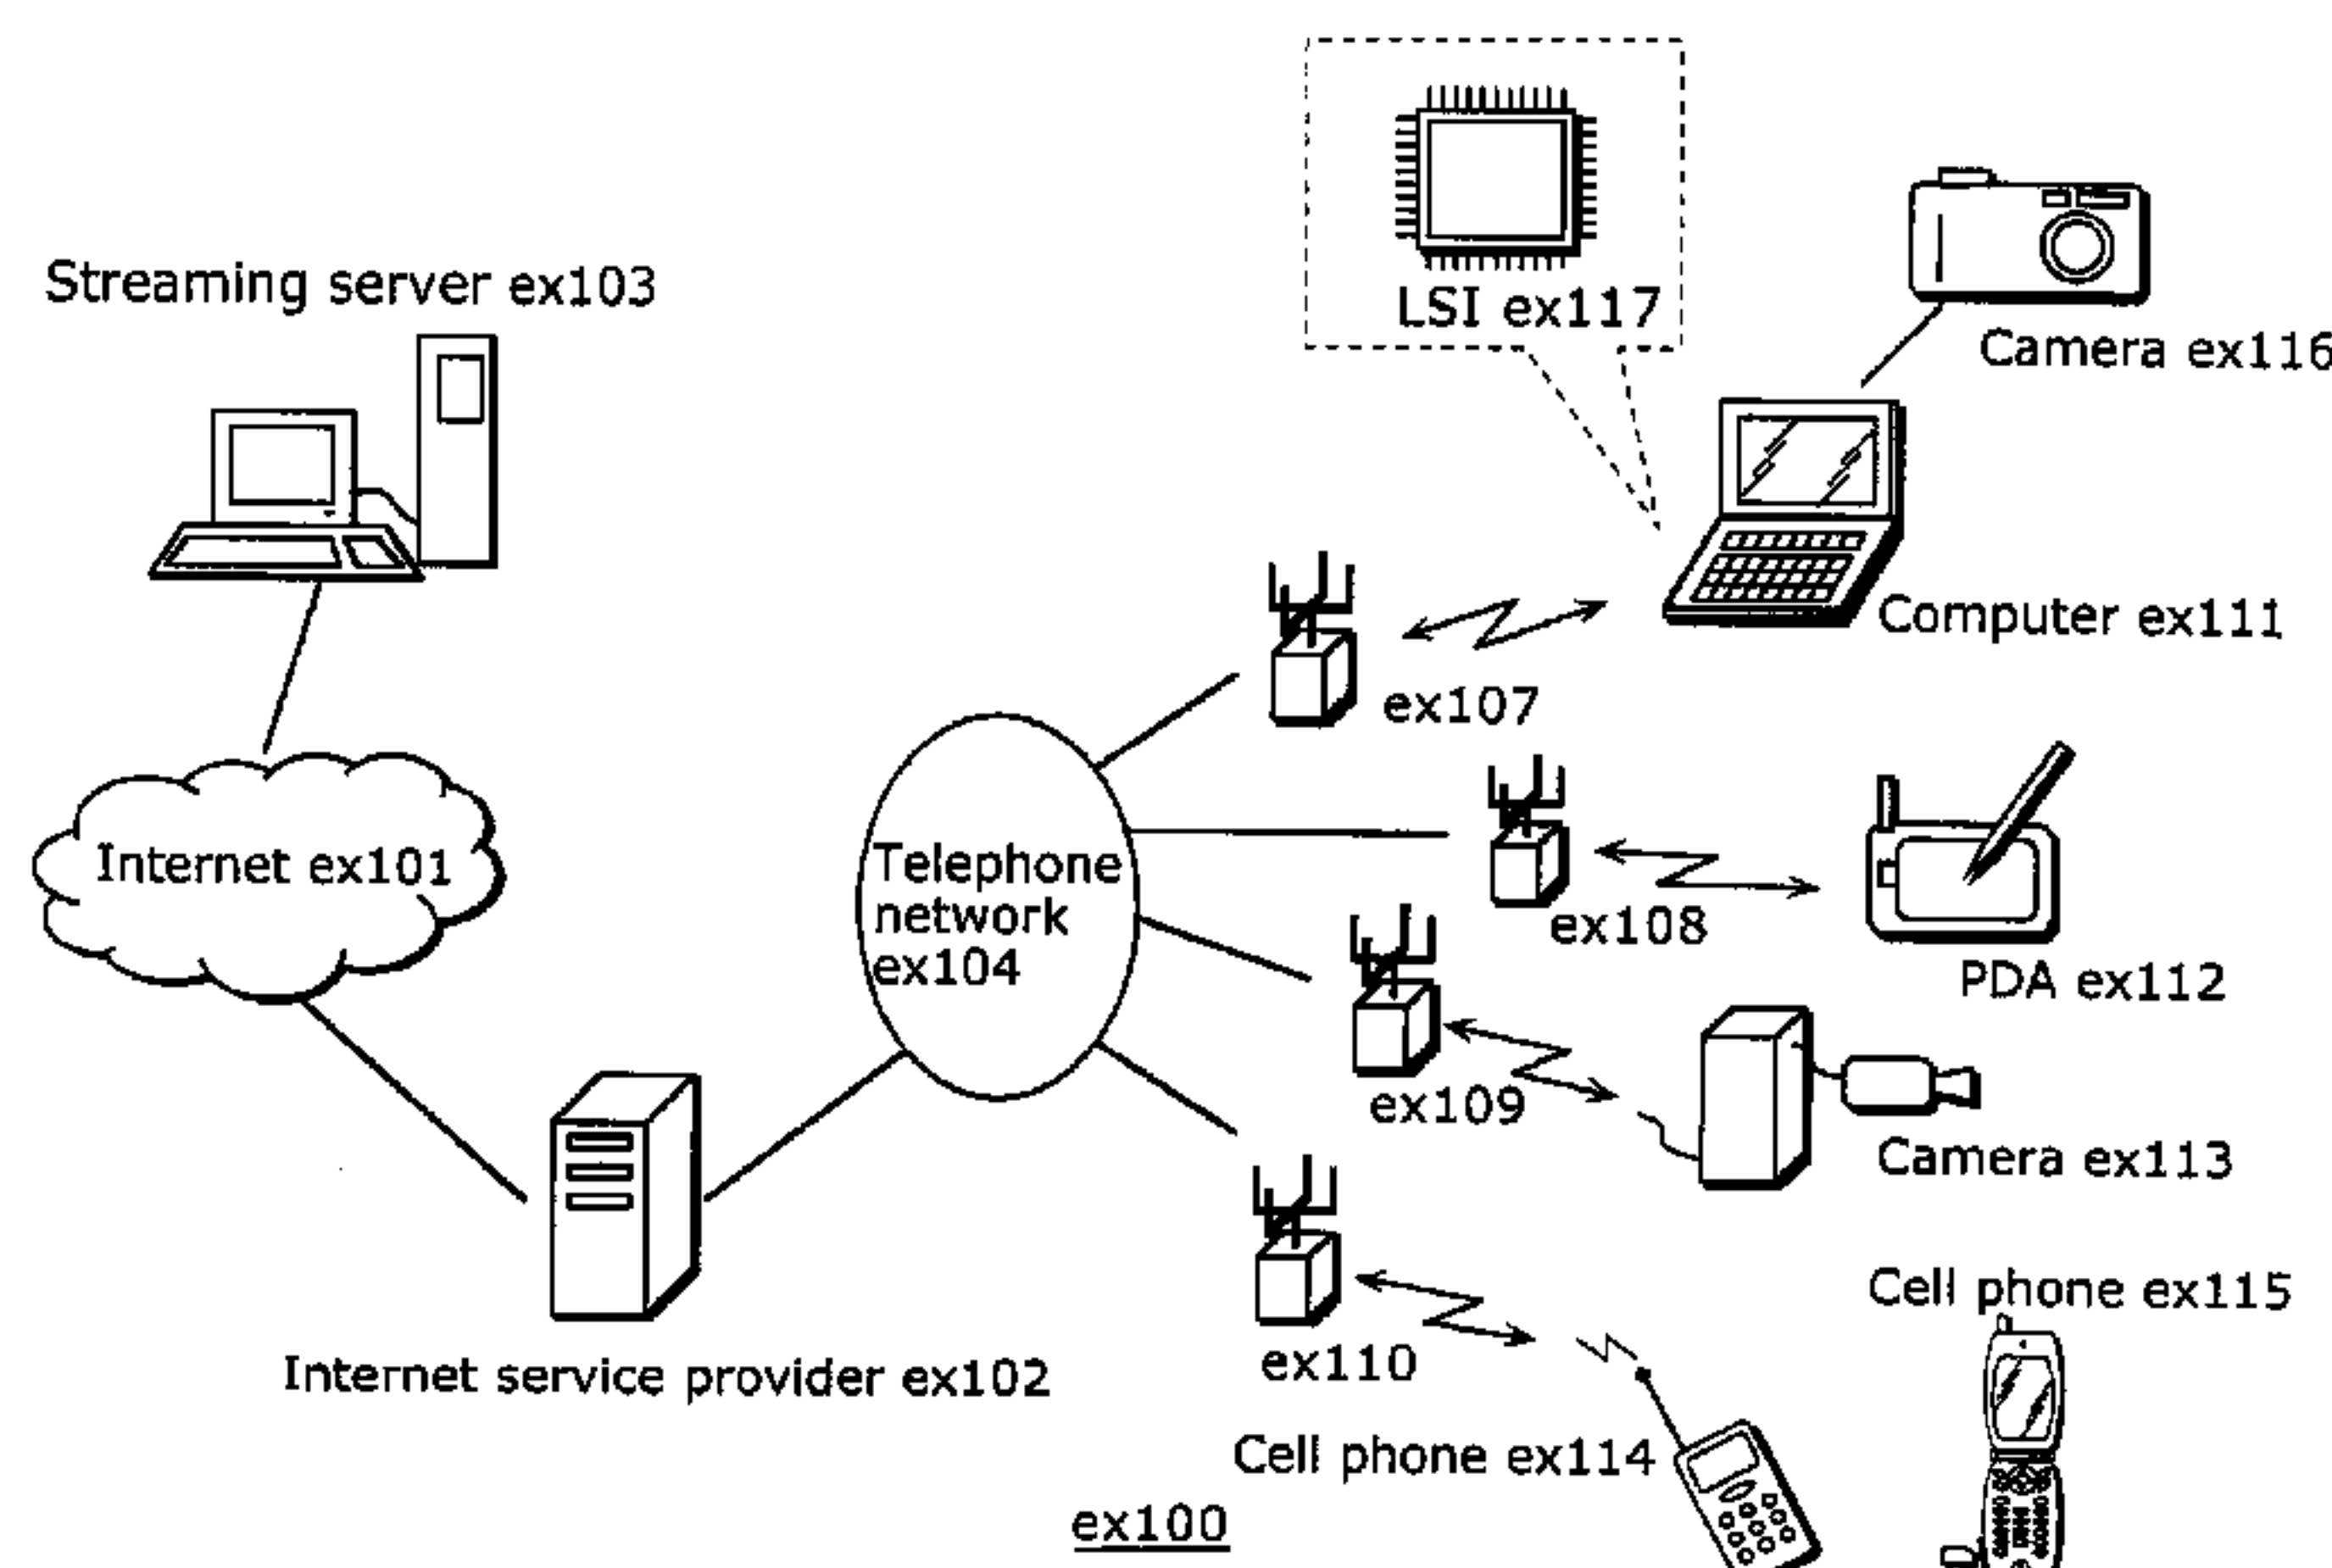 LSI ex117
Streaming server ex103
Camera ex116
Computer ex111
ex107
Internet ex101
Telephone
network
ex104
ex108
PDA ex112
ex109
Camera ex113
Internet service provider ex102
ex110
Cell phone ex115
Cell phone ex114
ex100